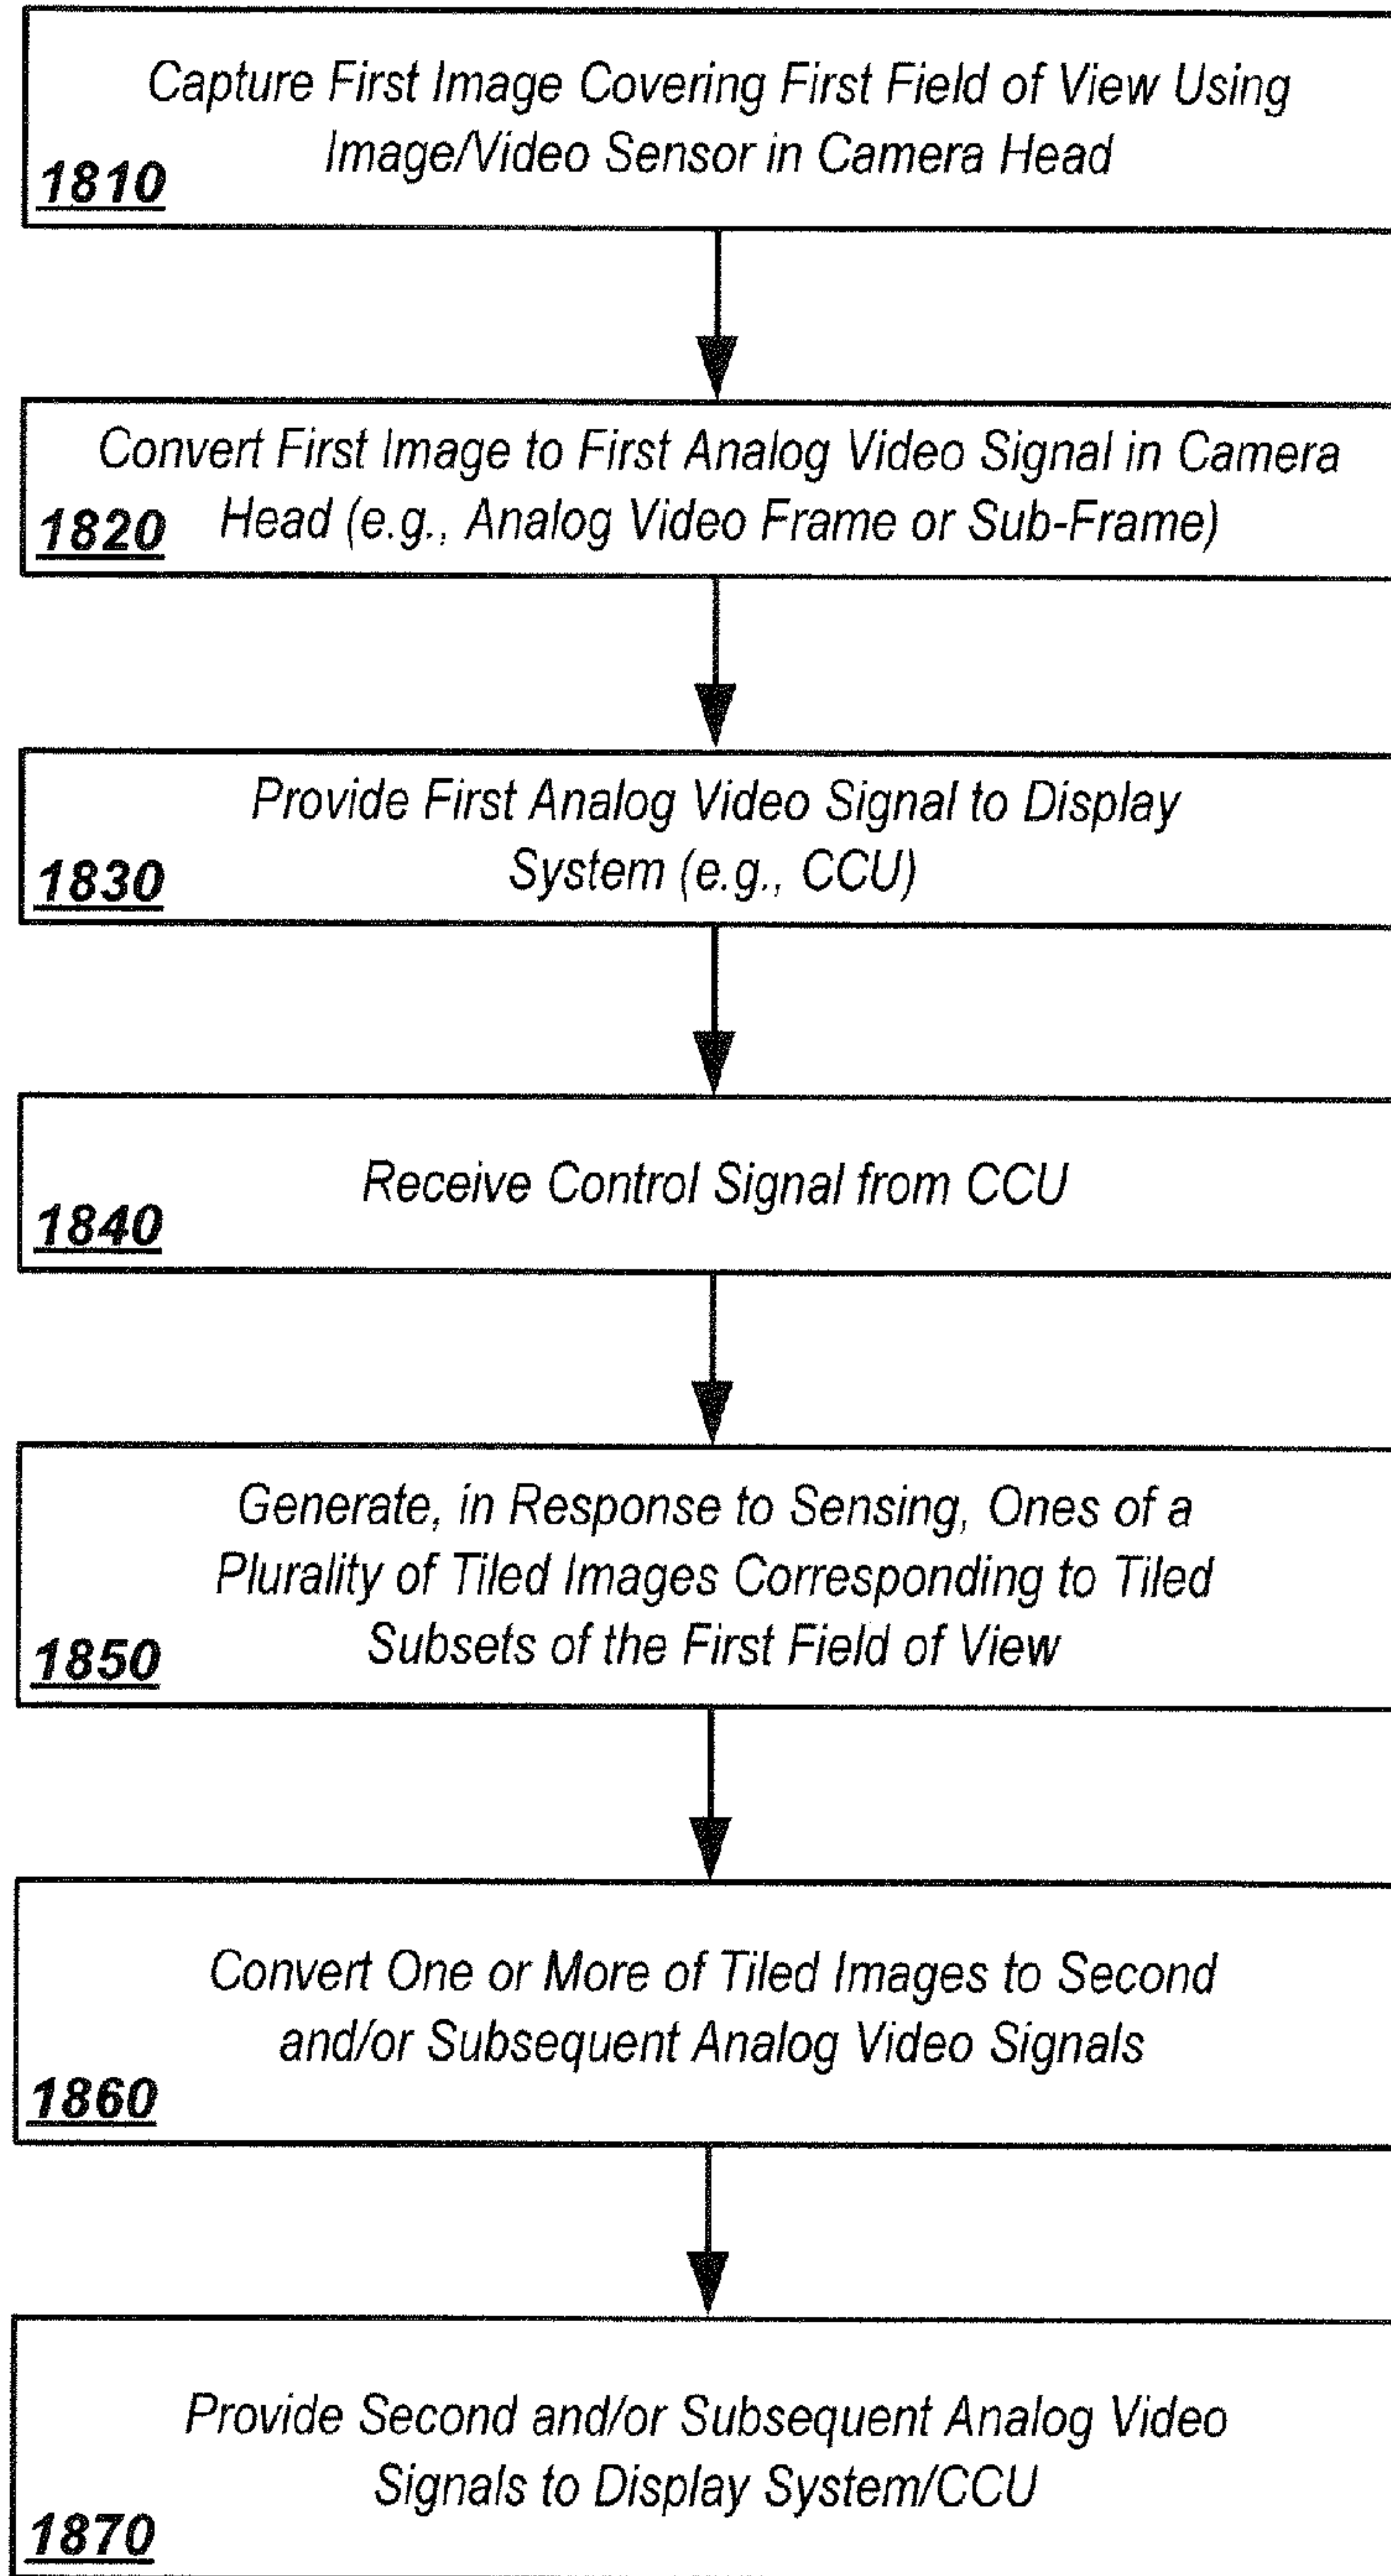 Capture First Image Covering First Field of View Using
Image/Video Sensor in Camera Head
1810
Convert First Image to First Analog Video Signal in Camera
Head (e.g., Analog Video Frame or Sub-Frame)
1820
Provide First Analog Video Signal to Display
System (e.g., CCU)
1830
Receive Control Signal from CCU
1840
Generate, in Response to Sensing, Ones of a
Plurality of Tiled Images Corresponding to Tiled
Subsets of the First Field of View
1850
Convert One or More of Tiled Images to Second
and/or Subsequent Analog Video Signals
1860
Provide Second and/or Subsequent Analog Video
Signals to Display System/CCU
1870